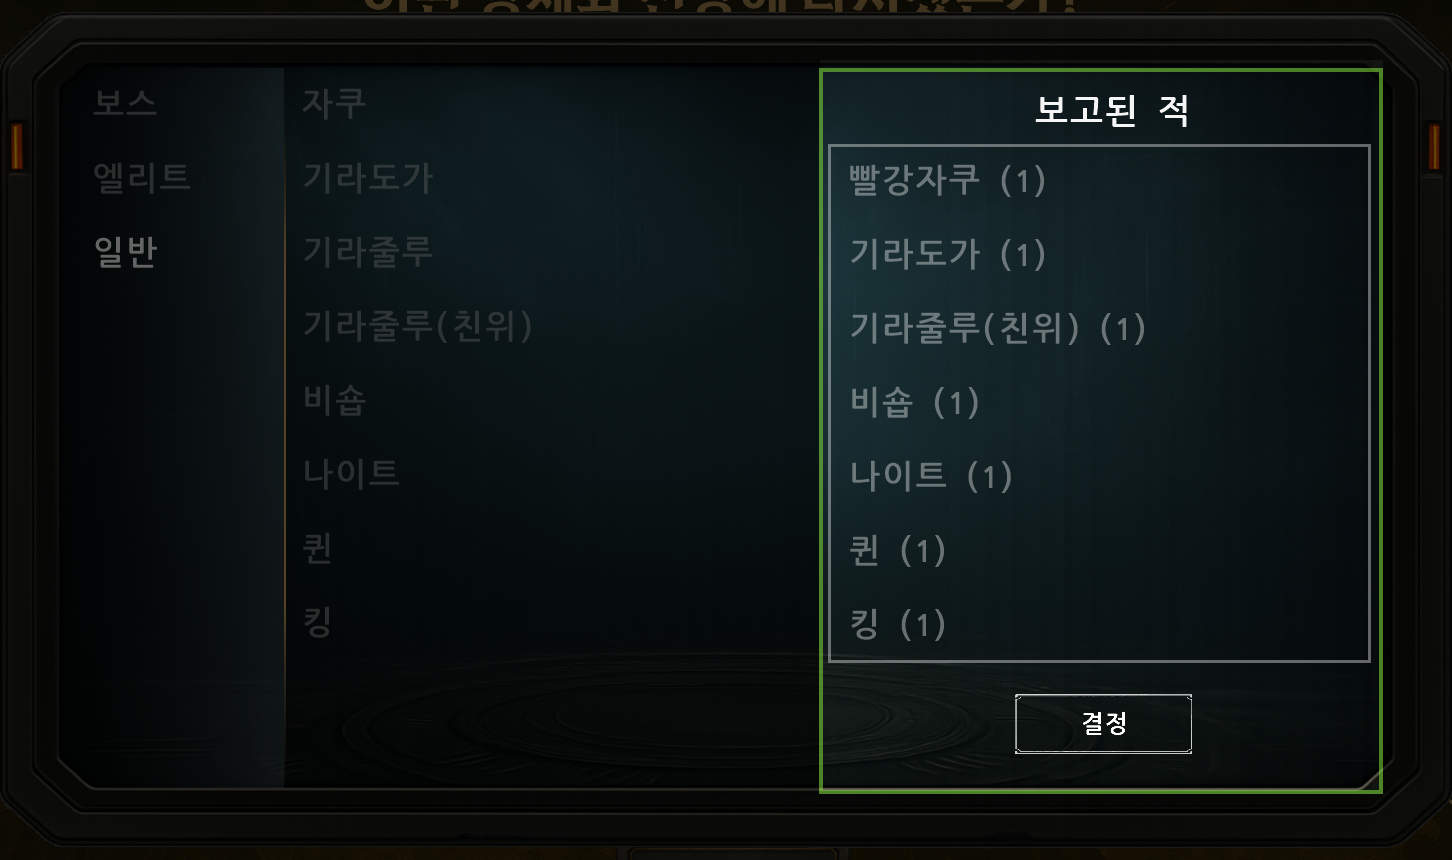 보스
엘리트
일반
자쿠
기라도가
기라줄루
기라줄루(친위)
비숍
나이트
퀸
킹
보고된 적
빨강자쿠 (1)
기라도가 (1)
기라줄루(친위) (1)
비숍 (1)
나이트 (1)
퀸 (1)
킹 (1)
결정